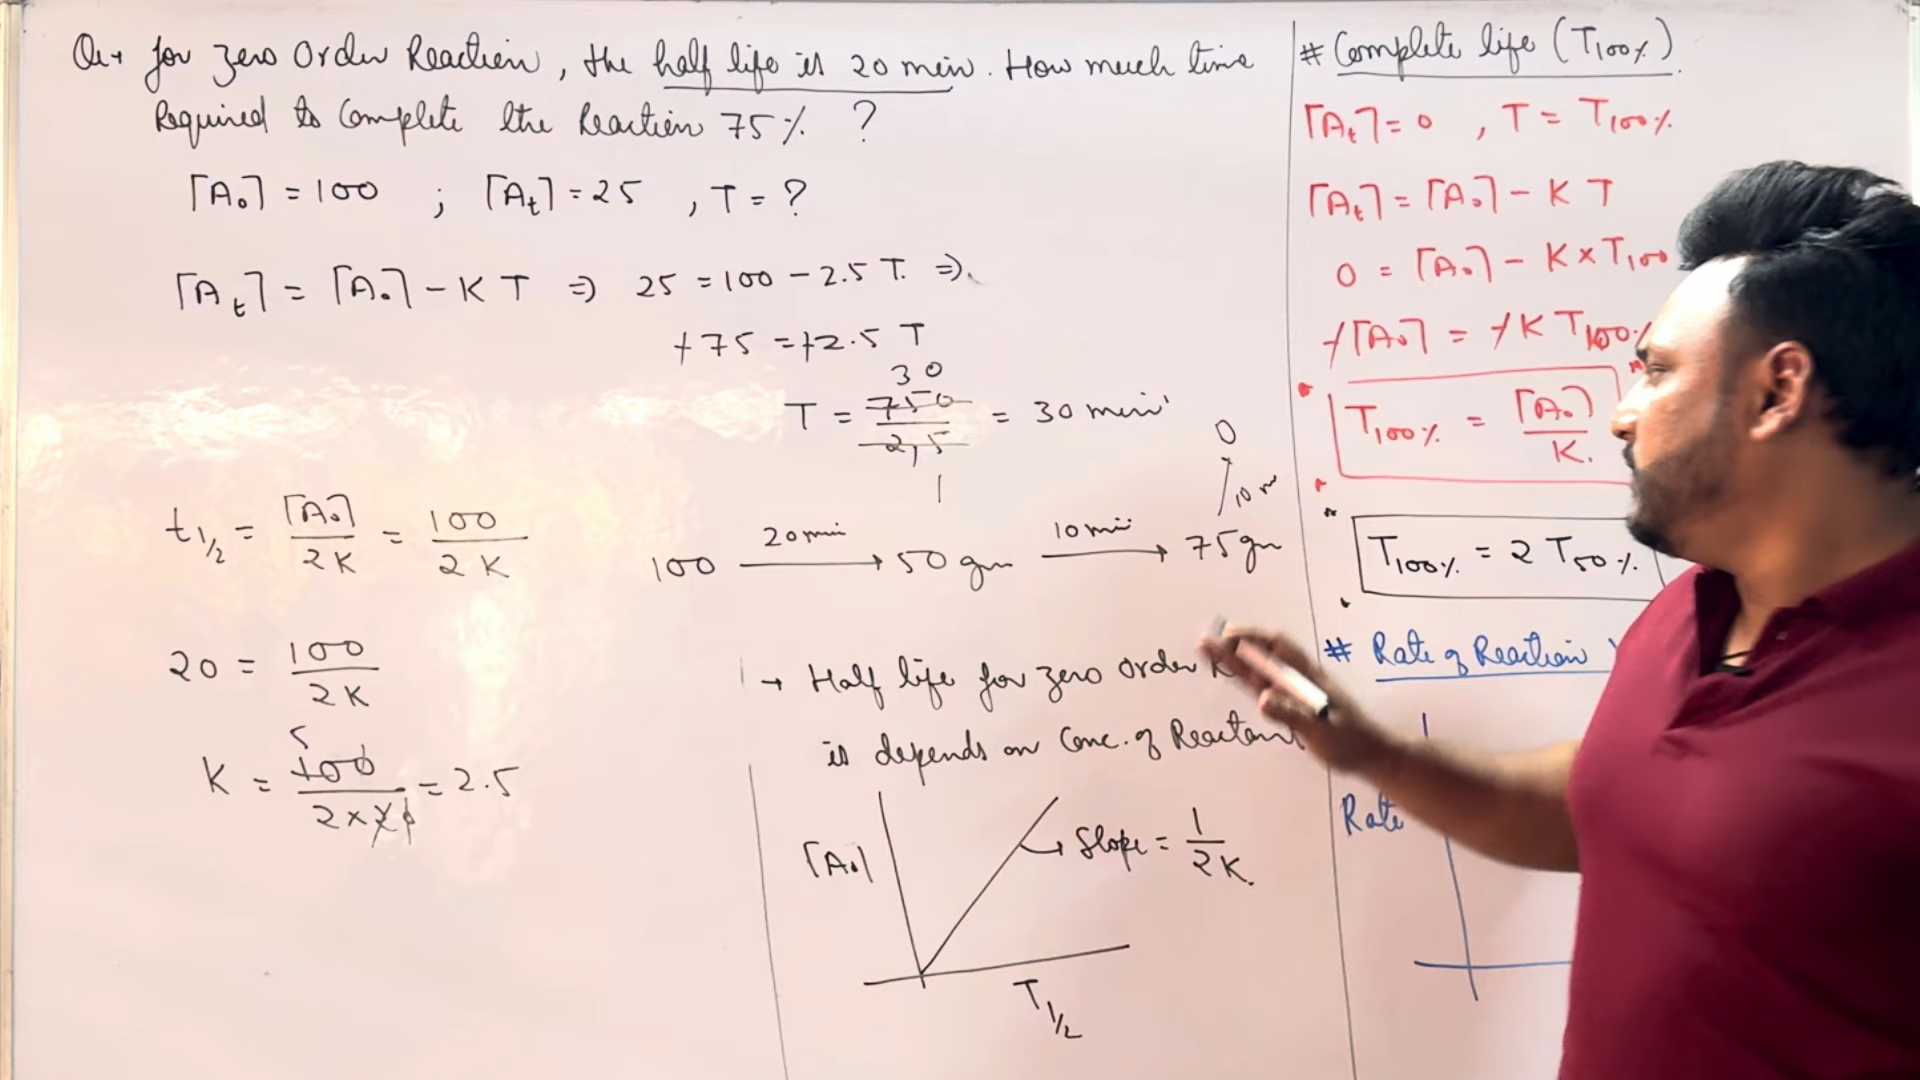 Q → for zero Order Reaction, the half life is 20 min. How much time
Required to Complete the Reaction 75% ?
[A₀] = 100 ; [Aₜ] = 25 , T = ?
[Aₜ] = [A₀] - K T ⇒ 25 = 100 - 2.5 T. ⇒
+75 = +2.5 T
30
T = 750 / 2,5 = 30 min
1
t1/2 = [A₀] / 2K = 100 / 2K
20 = 100 / 2K
5
K = 100 / 2 × 2 1 = 2.5
0
10 m
100 20 min → 50 gm 10 min → 75 gm
→ Half life for zero order
is depends on Conc. of Reactant
[A₀]
Slope = 1 / 2K.
T1/2
# Complete life (T100%)
[Aₜ] = 0 , T = T100%
[Aₜ] = [A₀] - K T
0 = [A₀] - K × T100
-[A₀] = -K T100%
T100% = [A₀] / K.
T100% = 2 T50%.
# Rate of Reaction
Rate